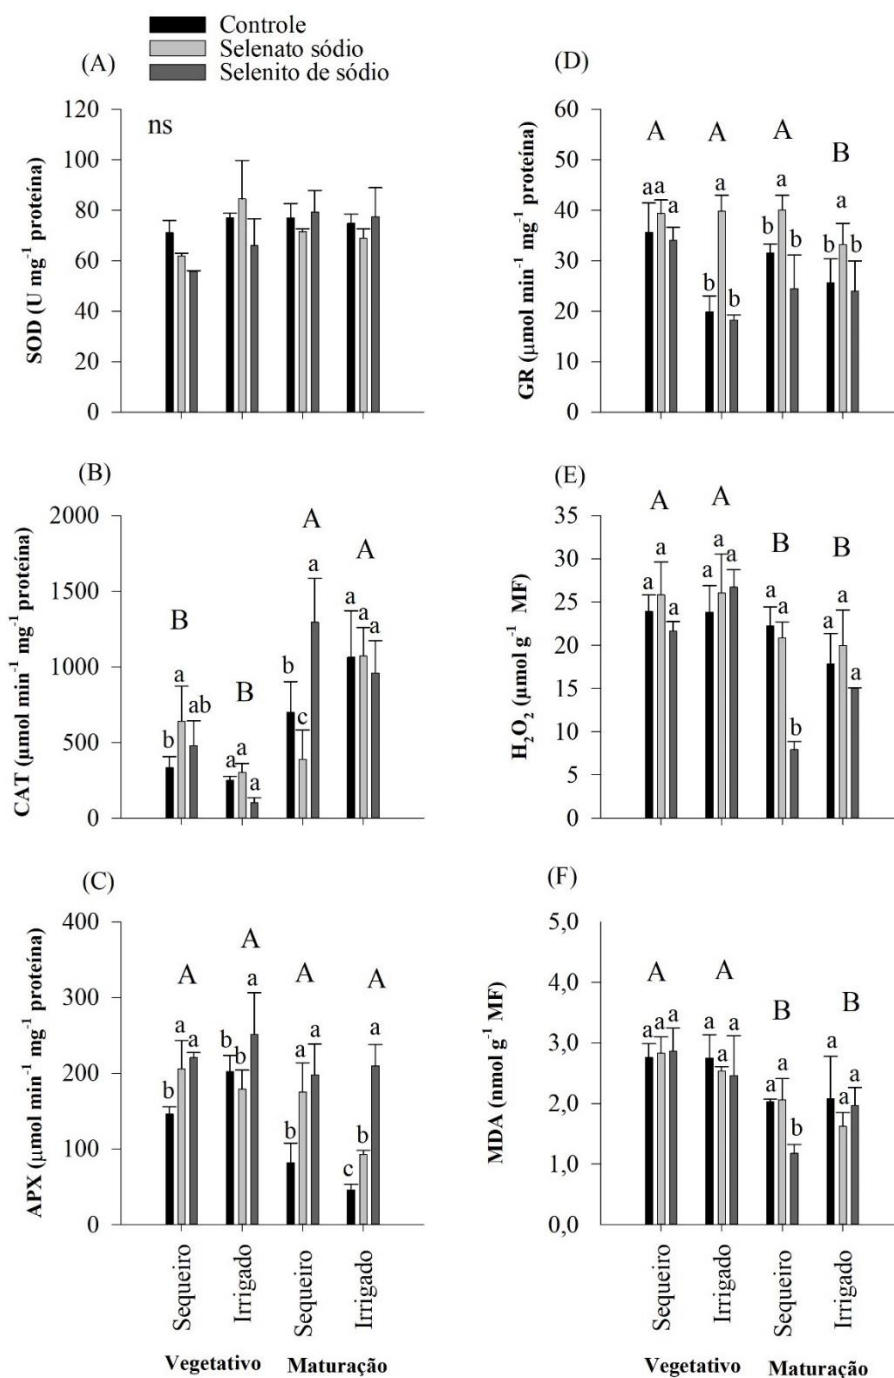 Controle
Selenato sódio
Selenito de sódio
(A)
SOD (U mg⁻¹ proteína)
120
100
80
60
40
20
0
ns
(B)
CAT (μmol min⁻¹ mg⁻¹ proteína)
2000
1500
1000
500
0
B B A A
b a ab
a a a
b c a
a a a
(C)
APX (μmol min⁻¹ mg⁻¹ proteína)
400
300
200
100
0
A A A A
b a a
b b a
b a a
c b a
Sequeiro Irrigado Sequeiro Irrigado
Vegetativo Maturação
(D)
GR (μmol min⁻¹ mg⁻¹ proteína)
60
50
40
30
20
10
0
A A A B
a a a
b a b
b a b
b a b
(E)
H₂O₂ (μmol g⁻¹ MF)
35
30
25
20
15
10
5
0
A A B B
a a a
a a a
a a b
a a a
(F)
MDA (nmol g⁻¹ MF)
5,0
4,0
3,0
2,0
1,0
0,0
A A B B
a a a
a a a
a a b
a a a
Sequeiro Irrigado Sequeiro Irrigado
Vegetativo Maturação